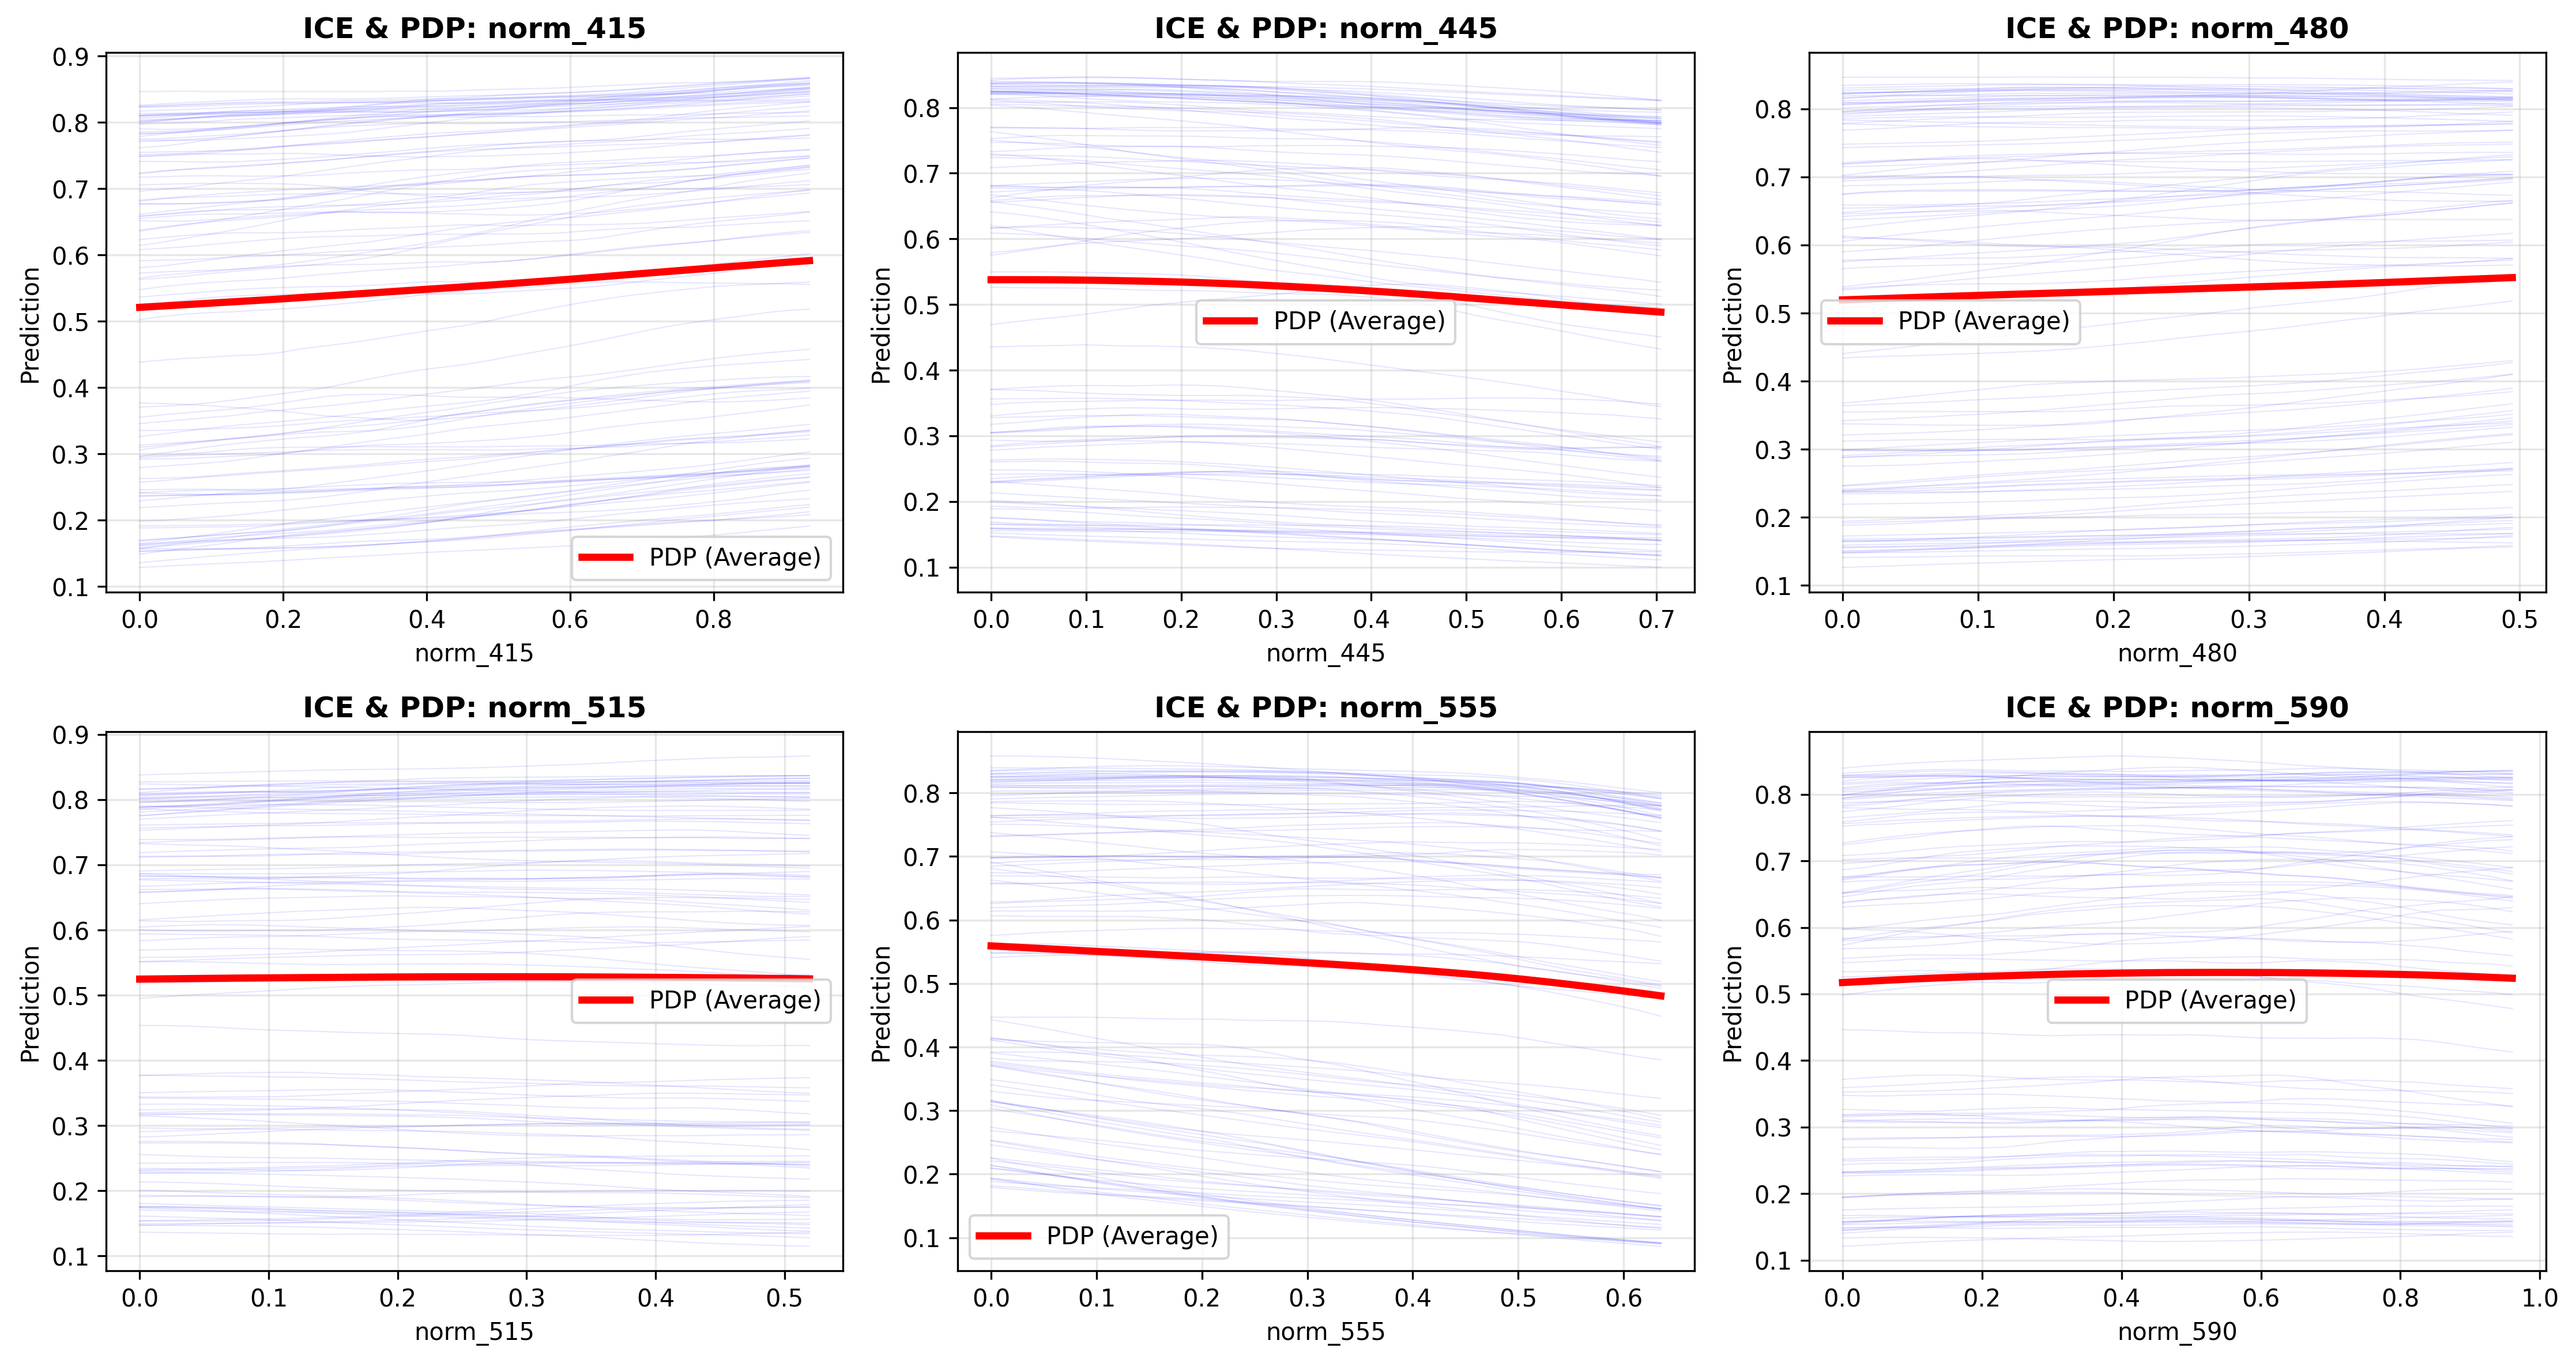 ICE & PDP: norm_415
0.9
0.8
0.7
0.6
0.5
0.4
0.3
0.2
0.1
Prediction
PDP (Average)
0.0 0.2 0.4 0.6 0.8
norm_415
ICE & PDP: norm_445
0.8
0.7
0.6
0.5
0.4
0.3
0.2
0.1
Prediction
PDP (Average)
0.0 0.1 0.2 0.3 0.4 0.5 0.6 0.7
norm_445
ICE & PDP: norm_480
0.8
0.7
0.6
0.5
0.4
0.3
0.2
0.1
Prediction
PDP (Average)
0.0 0.1 0.2 0.3 0.4 0.5
norm_480
ICE & PDP: norm_515
0.9
0.8
0.7
0.6
0.5
0.4
0.3
0.2
0.1
Prediction
PDP (Average)
0.0 0.1 0.2 0.3 0.4 0.5
norm_515
ICE & PDP: norm_555
0.8
0.7
0.6
0.5
0.4
0.3
0.2
0.1
Prediction
PDP (Average)
0.0 0.1 0.2 0.3 0.4 0.5 0.6
norm_555
ICE & PDP: norm_590
0.8
0.7
0.6
0.5
0.4
0.3
0.2
0.1
Prediction
PDP (Average)
0.0 0.2 0.4 0.6 0.8 1.0
norm_590